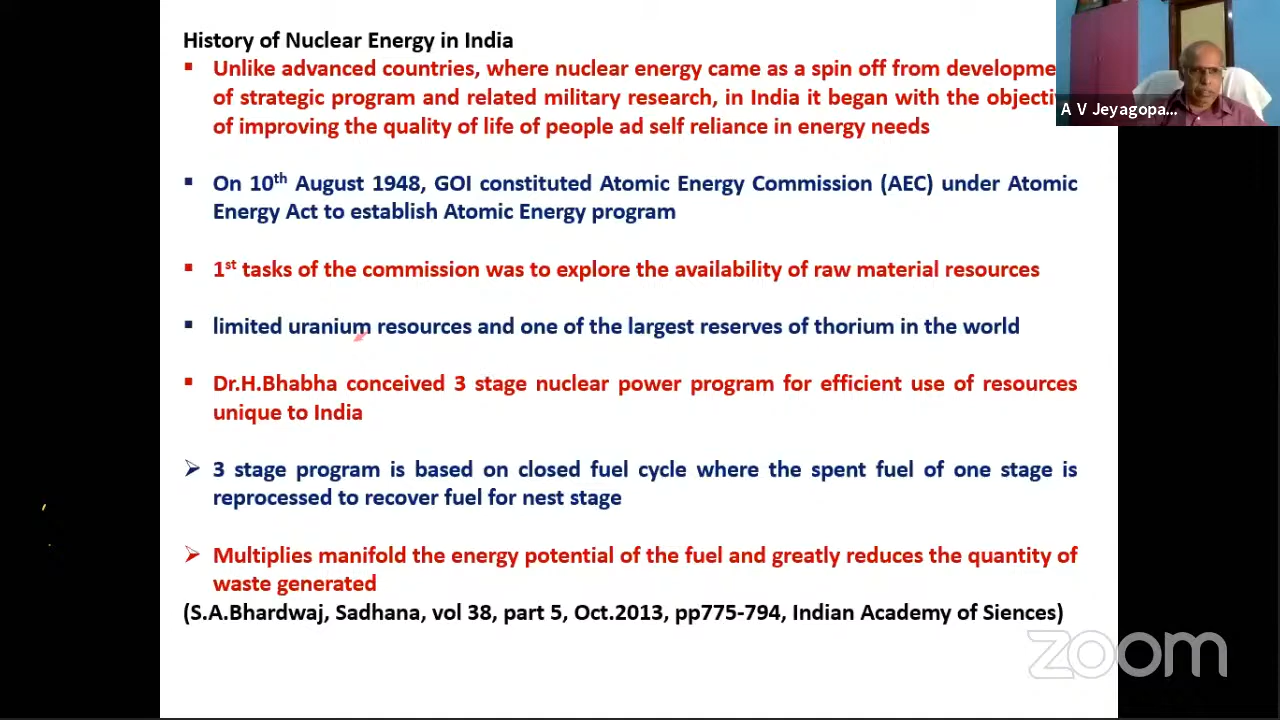 History of Nuclear Energy in India
▪ Unlike advanced countries, where nuclear energy came as a spin off from developme
of strategic program and related military research, in India it began with the objecti
of improving the quality of life of people ad self reliance in energy needs
▪ On 10th August 1948, GOI constituted Atomic Energy Commission (AEC) under Atomic
Energy Act to establish Atomic Energy program
▪ 1st tasks of the commission was to explore the availability of raw material resources
▪ limited uranium resources and one of the largest reserves of thorium in the world
▪ Dr.H.Bhabha conceived 3 stage nuclear power program for efficient use of resources
unique to India
➢ 3 stage program is based on closed fuel cycle where the spent fuel of one stage is
reprocessed to recover fuel for nest stage
➢ Multiplies manifold the energy potential of the fuel and greatly reduces the quantity of
waste generated
(S.A.Bhardwaj, Sadhana, vol 38, part 5, Oct.2013, pp775-794, Indian Academy of Siences)
A V Jeyagopa...
zoom